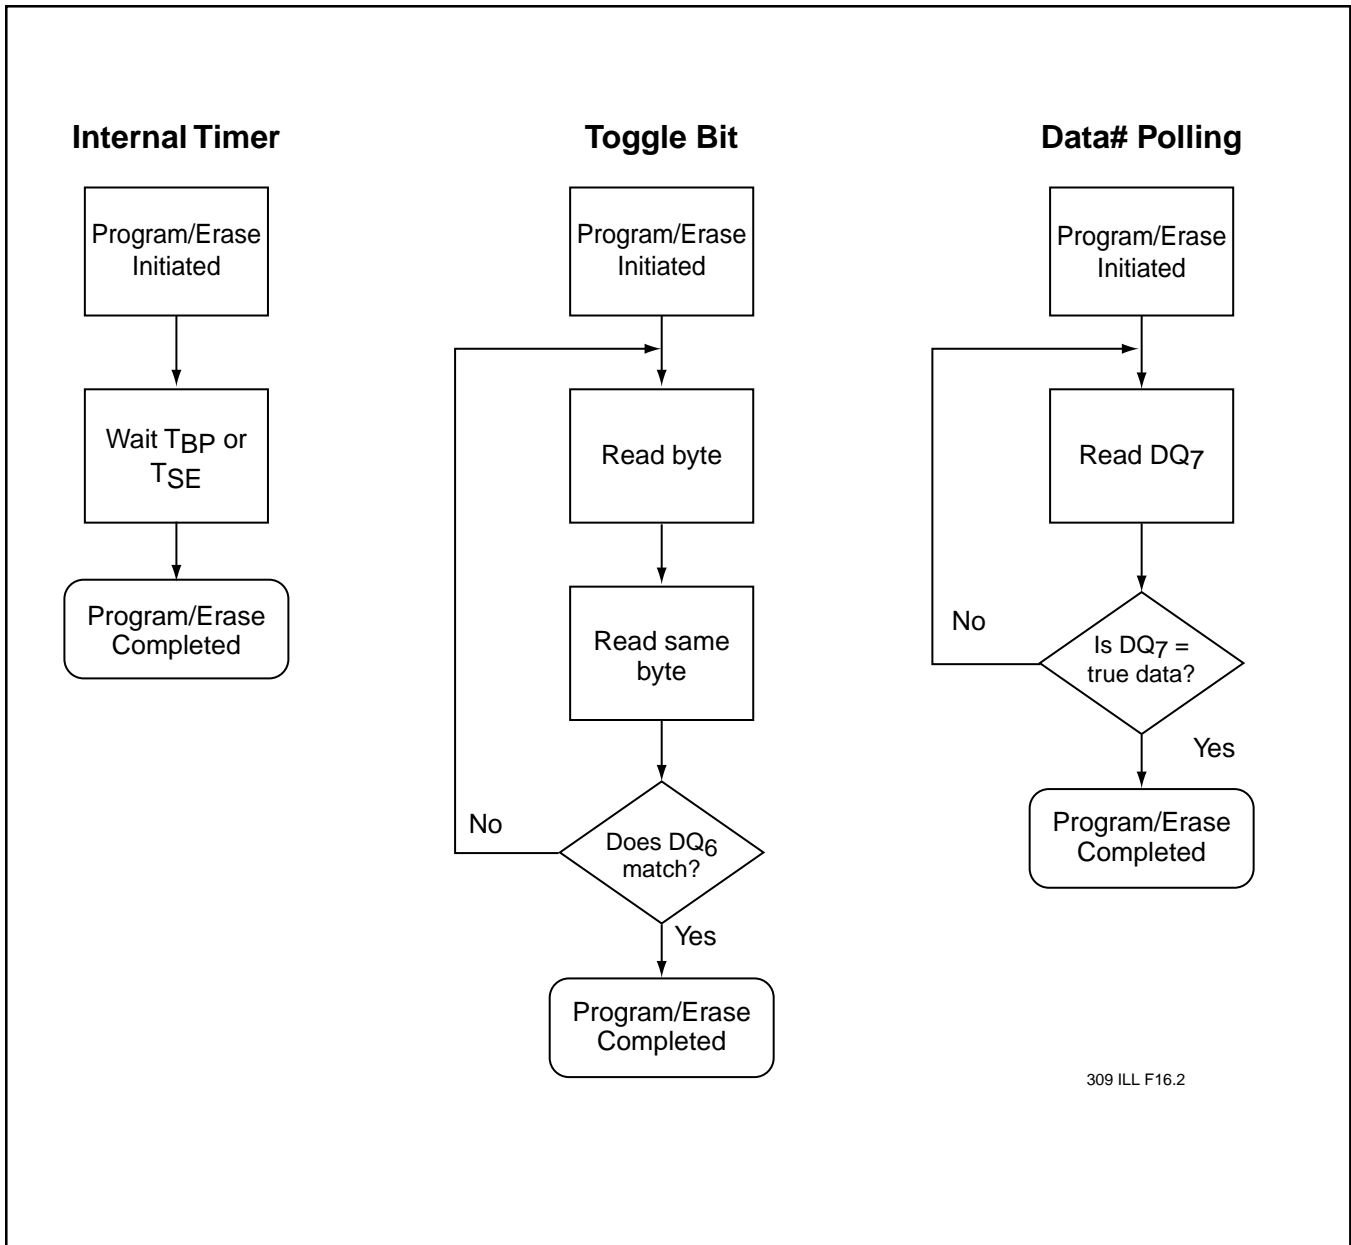 Internal Timer
Program/Erase
Initiated
Wait TBP or
TSE
Program/Erase
Completed
Toggle Bit
Program/Erase
Initiated
Read byte
Read same
byte
No
Does DQ6
match?
Yes
Program/Erase
Completed
Data# Polling
Program/Erase
Initiated
Read DQ7
No
Is DQ7 =
true data?
Yes
Program/Erase
Completed
309 ILL F16.2